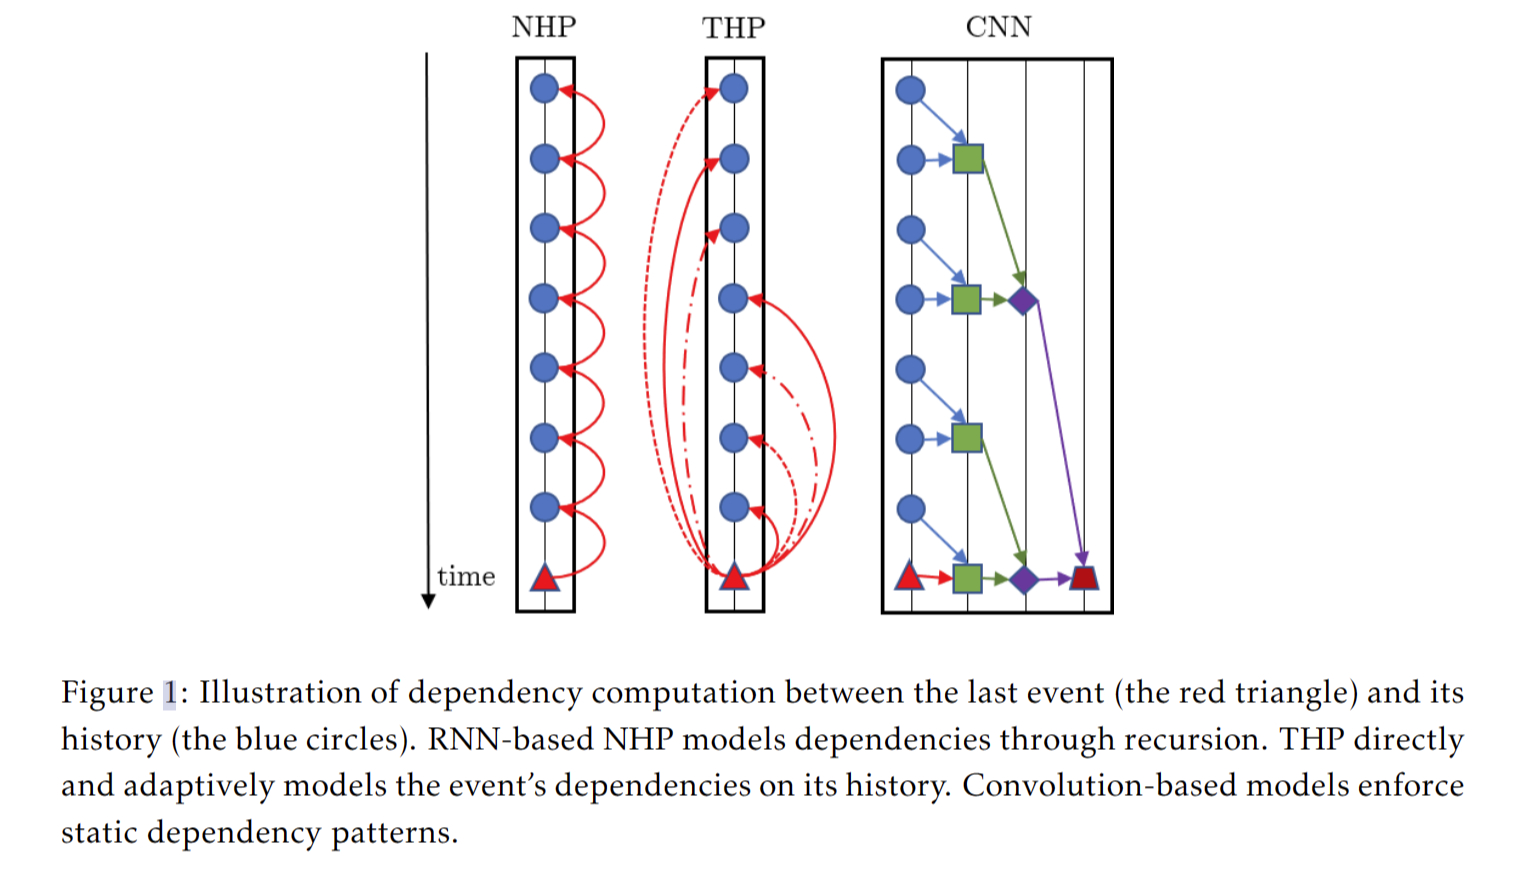 NHP
THP
CNN
time
Figure 1: Illustration of dependency computation between the last event (the red triangle) and its
history (the blue circles). RNN-based NHP models dependencies through recursion. THP directly
and adaptively models the event’s dependencies on its history. Convolution-based models enforce
static dependency patterns.